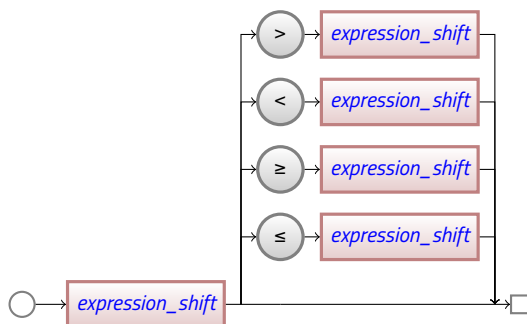 > expression_shift
< expression_shift
≥ expression_shift
≤ expression_shift
expression_shift